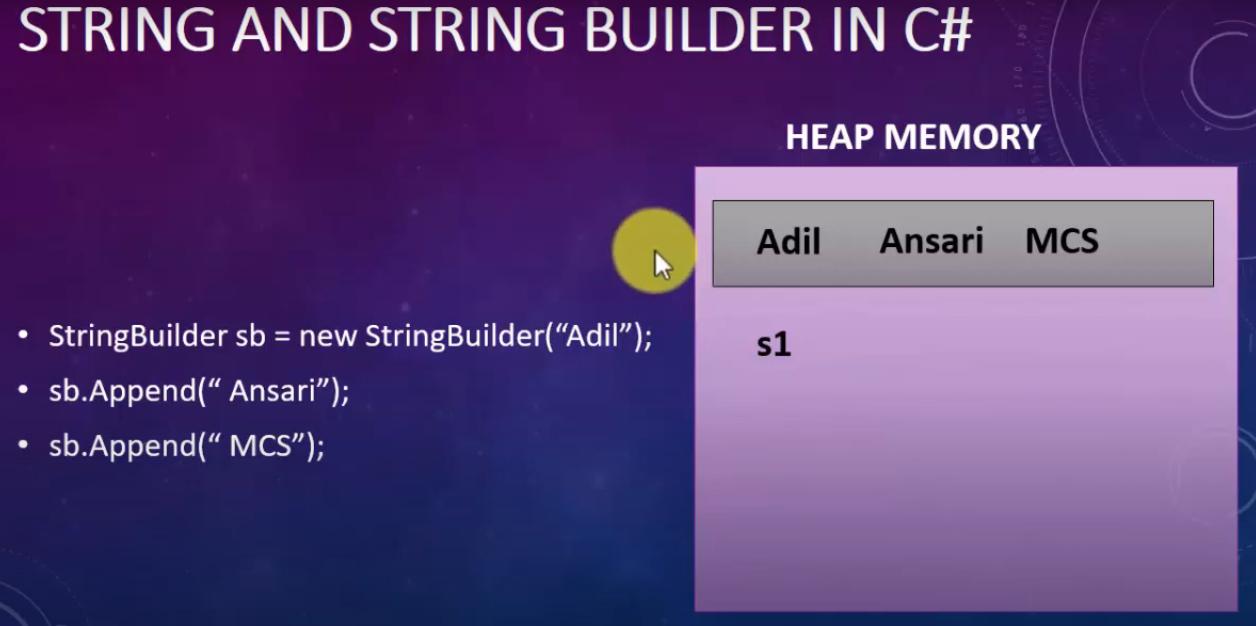 STRING AND STRING BUILDER IN C#
HEAP MEMORY
Adil Ansari MCS
s1
• StringBuilder sb = new StringBuilder(“Adil”);
• sb.Append(“ Ansari”);
• sb.Append(“ MCS”);